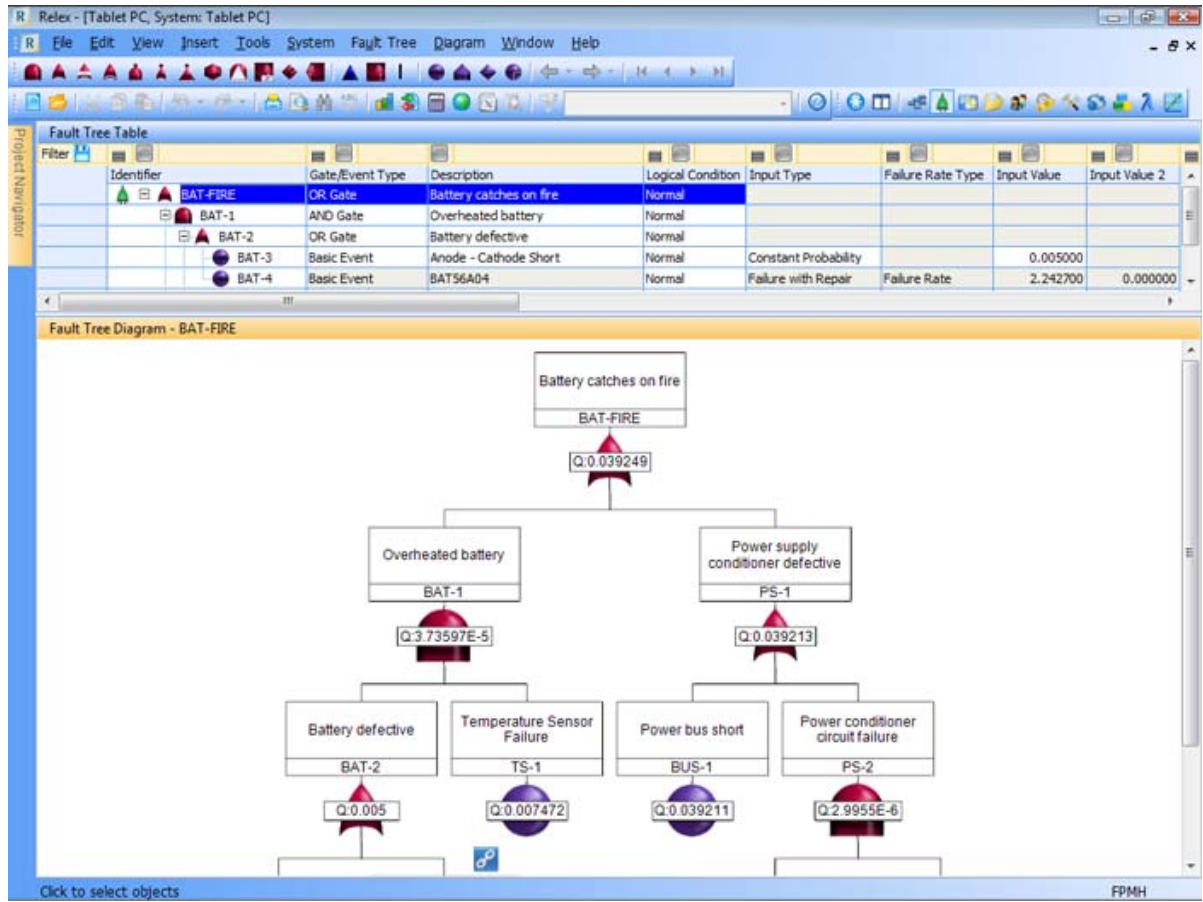 Relex - [Tablet PC, System: Tablet PC]
File Edit View Insert Tools System Fault Tree Diagram Window Help
Project Navigator
Fault Tree Table
Filter
Identifier Gate/Event Type Description Logical Condition Input Type Failure Rate Type Input Value Input Value 2
BAT-FIRE OR Gate Battery catches on fire Normal
BAT-1 AND Gate Overheated battery Normal
BAT-2 OR Gate Battery defective Normal
BAT-3 Basic Event Anode - Cathode Short Normal Constant Probability 0.005000
BAT-4 Basic Event BAT56A04 Normal Failure with Repair Failure Rate 2.242700 0.000000
Fault Tree Diagram - BAT-FIRE
Battery catches on fire
BAT-FIRE
Q:0.039249
Overheated battery
BAT-1
Q:3.73597E-5
Power supply
conditioner defective
PS-1
Q:0.039213
Battery defective
BAT-2
Q:0.005
Temperature Sensor
Failure
TS-1
Q:0.007472
Power bus short
BUS-1
Q:0.039211
Power conditioner
circuit failure
PS-2
Q:2.9955E-6
Click to select objects FPMH